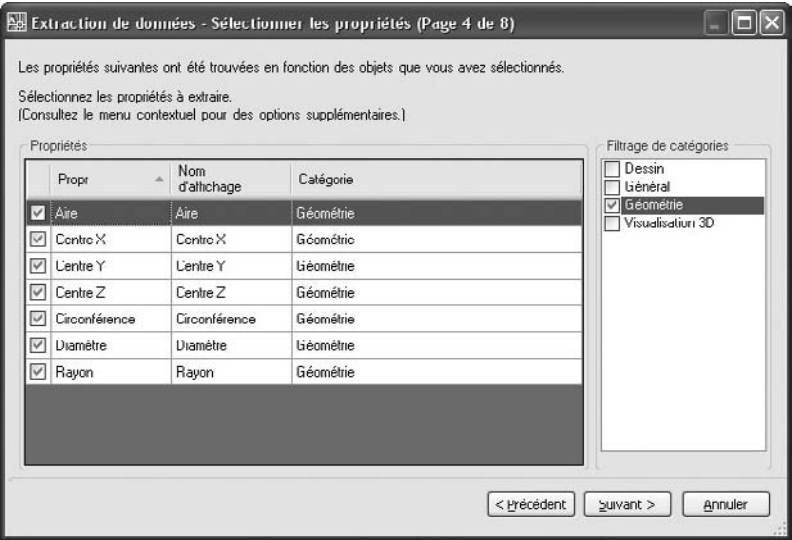 Extraction de données - Sélectionner les propriétés (Page 4 de 8)
Les propriétés suivantes ont été trouvées en fonction des objets que vous avez sélectionnés.
Sélectionnez les propriétés à extraire.
(Consultez le menu contextuel pour des options supplémentaires.)
Propriétés
Propr Nom d'affichage Catégorie
Aire Aire Géométrie
Centre X Centre X Géométrie
Centre Y Centre Y Géométrie
Centre Z Centre Z Géométrie
Circonférence Circonférence Géométrie
Diamètre Diamètre Géométrie
Rayon Rayon Géométrie
Filtrage de catégories
Dessin
Général
Géométrie
Visualisation 3D
< Précédent Suivant > Annuler